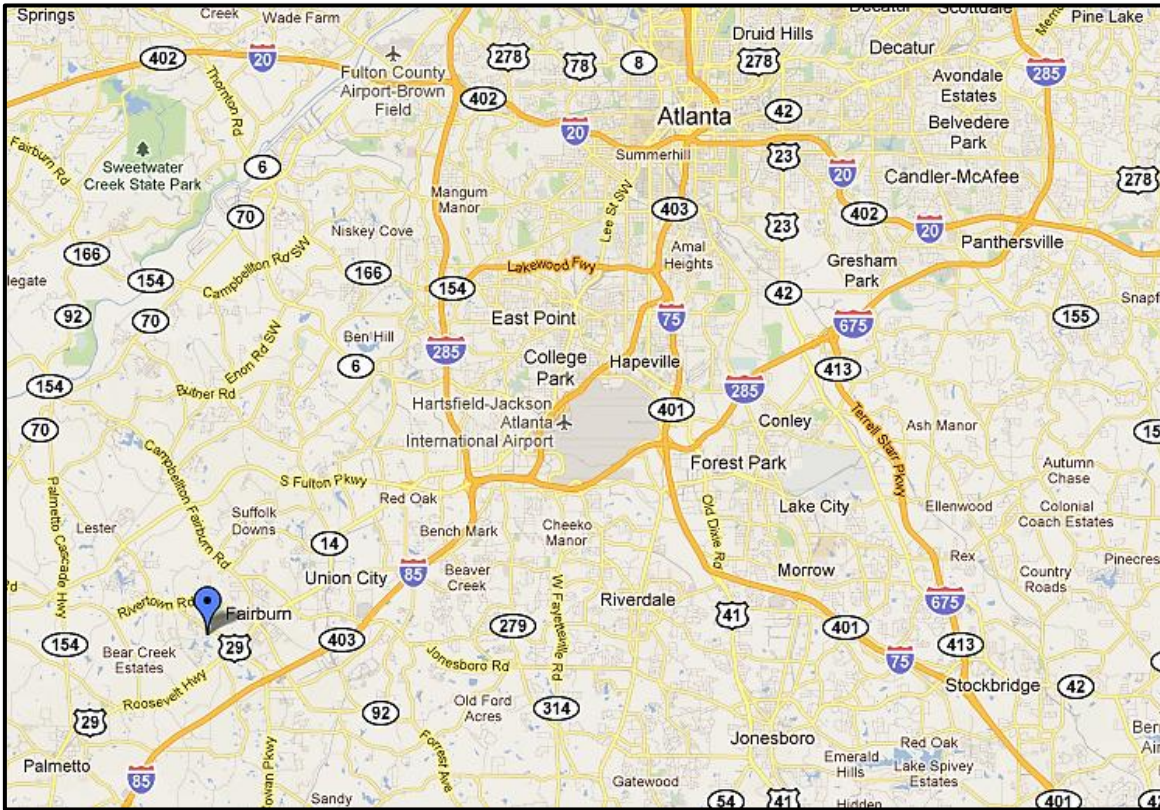 Springs
Creek
Wade Farm
Druid Hills
Decatur
Scottdale
Pine Lake
Decatur
402
20
278
78
8
278
285
Fulton County
Airport-Brown
Field
Thornton Rd
402
Atlanta
42
Avondale
Estates
Belvedere
Park
20
Summerhill
23
Fairburn Rd
Sweetwater
Creek State Park
6
Mangum
Manor
20
Candler-McAfee
278
70
Lee St SW
403
402
20
Panthersville
Niskey Cove
23
166
154
Campbellton Rd SW
166
154
Lakewood Fwy
Amal
Heights
Gresham
Park
42
92
70
East Point
75
675
155
Ben Hill
285
Enon Rd SW
6
College
Park
Hapeville
413
154
Butner Rd
285
70
Hartsfield-Jackson
Atlanta
International Airport
401
Conley
Terrell Starr Pkwy
Ash Manor
Campbellton Fairburn Rd
S Fulton Pkwy
Red Oak
Forest Park
Autumn
Chase
Palmetto Cascade Hwy
Lester
Suffolk
Downs
Bench Mark
Cheeko
Manor
Old Dixie Rd
Lake City
Ellenwood
Colonial
Coach Estates
14
Union City
85
Beaver
Creek
Morrow
Rex
Country
Roads
Rivertown Rd
Fairburn
W Fayetteville Rd
Riverdale
675
154
29
403
279
41
401
413
Bear Creek
Estates
Jonesboro Rd
75
Roosevelt Hwy
Stockbridge
42
29
92
Old Ford
Acres
314
Jonesboro
Palmetto
85
Forrest Ave
Emerald
Hills
Red Oak
Lake Spivey
Estates
Sandy
Gatewood
54
41
Hidden
401